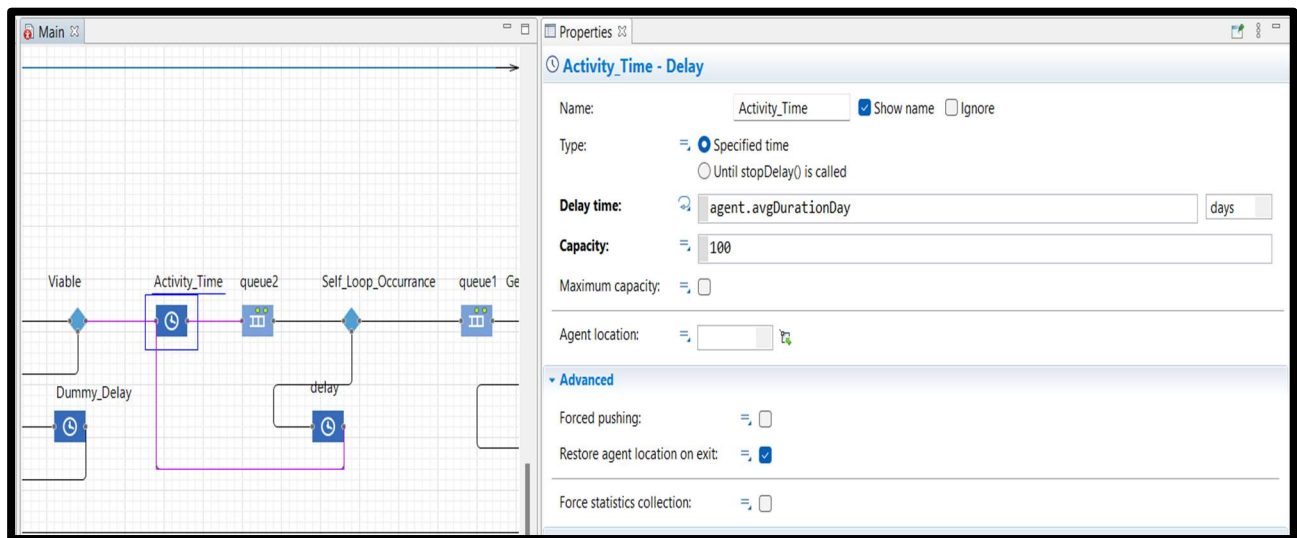 Main
Viable
Activity_Time
queue2
Self_Loop_Occurrance
queue1
Ge
Dummy_Delay
delay
Properties
Activity_Time - Delay
Name:
Activity_Time
Show name
Ignore
Type:
Specified time
Until stopDelay() is called
Delay time:
agent.avgDurationDay
days
Capacity:
100
Maximum capacity:
Agent location:
Advanced
Forced pushing:
Restore agent location on exit:
Force statistics collection: